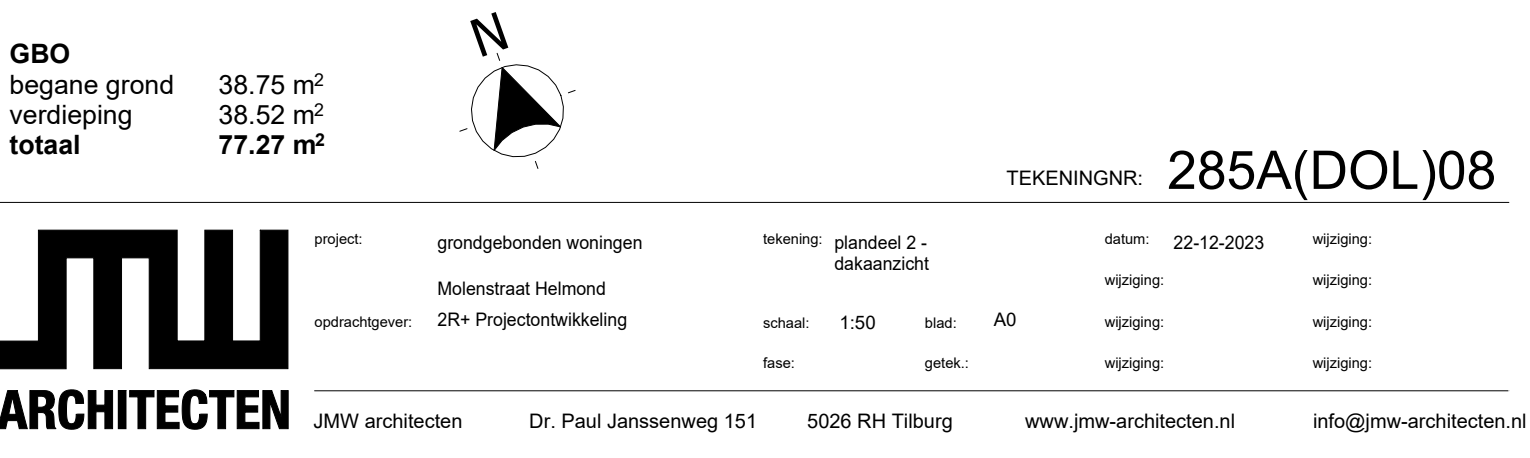 GBO
begane grond 38.75 m²
verdieping 38.52 m²
totaal 77.27 m²
N
TEKENINGNR: 285A(DOL)08
JMW
ARCHITECTEN
project: grondgebonden woningen
Molenstraat Helmond
opdrachtgever: 2R+ Projectontwikkeling
tekening: plandeel 2 -
dakaanzicht
schaal: 1:50 blad: A0
fase: getek.:
datum: 22-12-2023 wijziging:
wijziging: wijziging:
wijziging: wijziging:
wijziging: wijziging:
JMW architecten Dr. Paul Janssenweg 151 5026 RH Tilburg www.jmw-architecten.nl info@jmw-architecten.nl